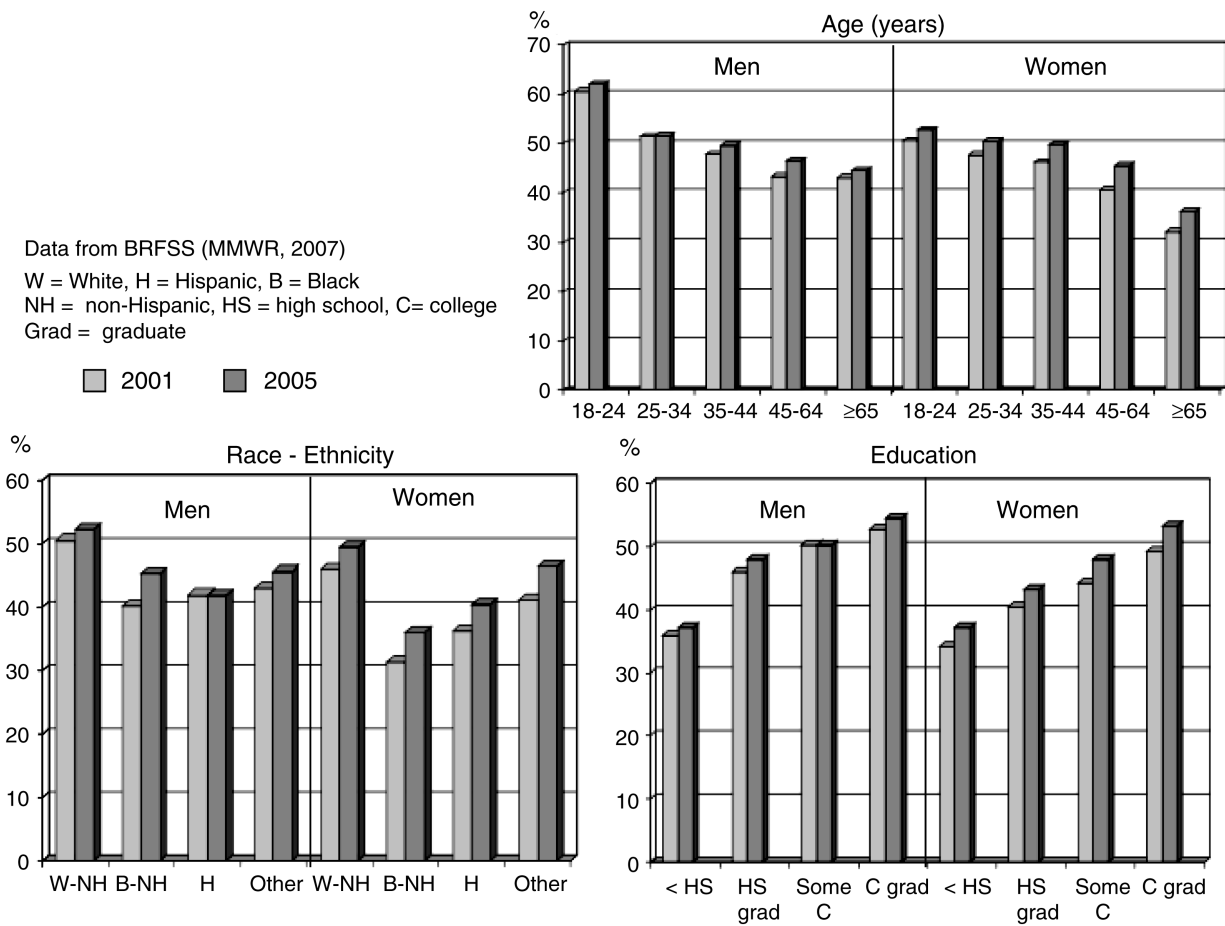 %
Age (years)
70
Men
Women
60
50
40
30
20
10
0
18-24 25-34 35-44 45-64 ≥65 18-24 25-34 35-44 45-64 ≥65
Data from BRFSS (MMWR, 2007)
W = White, H = Hispanic, B = Black
NH = non-Hispanic, HS = high school, C= college
Grad = graduate
2001 2005
%
Race - Ethnicity
60
Men
Women
50
40
30
20
10
0
W-NH B-NH H Other W-NH B-NH H Other
%
Education
60
Men
Women
50
40
30
20
10
0
< HS HS Some C grad < HS HS Some C grad
grad C grad C